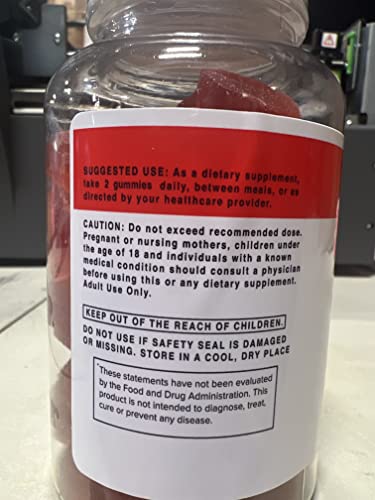 SUGGESTED USE: As a dietary supplement,
take 2 gummies daily, between meals, or as
directed by your healthcare provider.
CAUTION: Do not exceed recommended dose.
Pregnant or nursing mothers, children under
the age of 18 and individuals with a known
medical condition should consult a physician
before using this or any dietary supplement.
Adult Use Only.
KEEP OUT OF THE REACH OF CHILDREN.
DO NOT USE IF SAFETY SEAL IS DAMAGED
OR MISSING. STORE IN A COOL, DRY PLACE
*These statements have not been evaluated
by the Food and Drug Administration. This
product is not intended to diagnose, treat,
cure or prevent any disease.